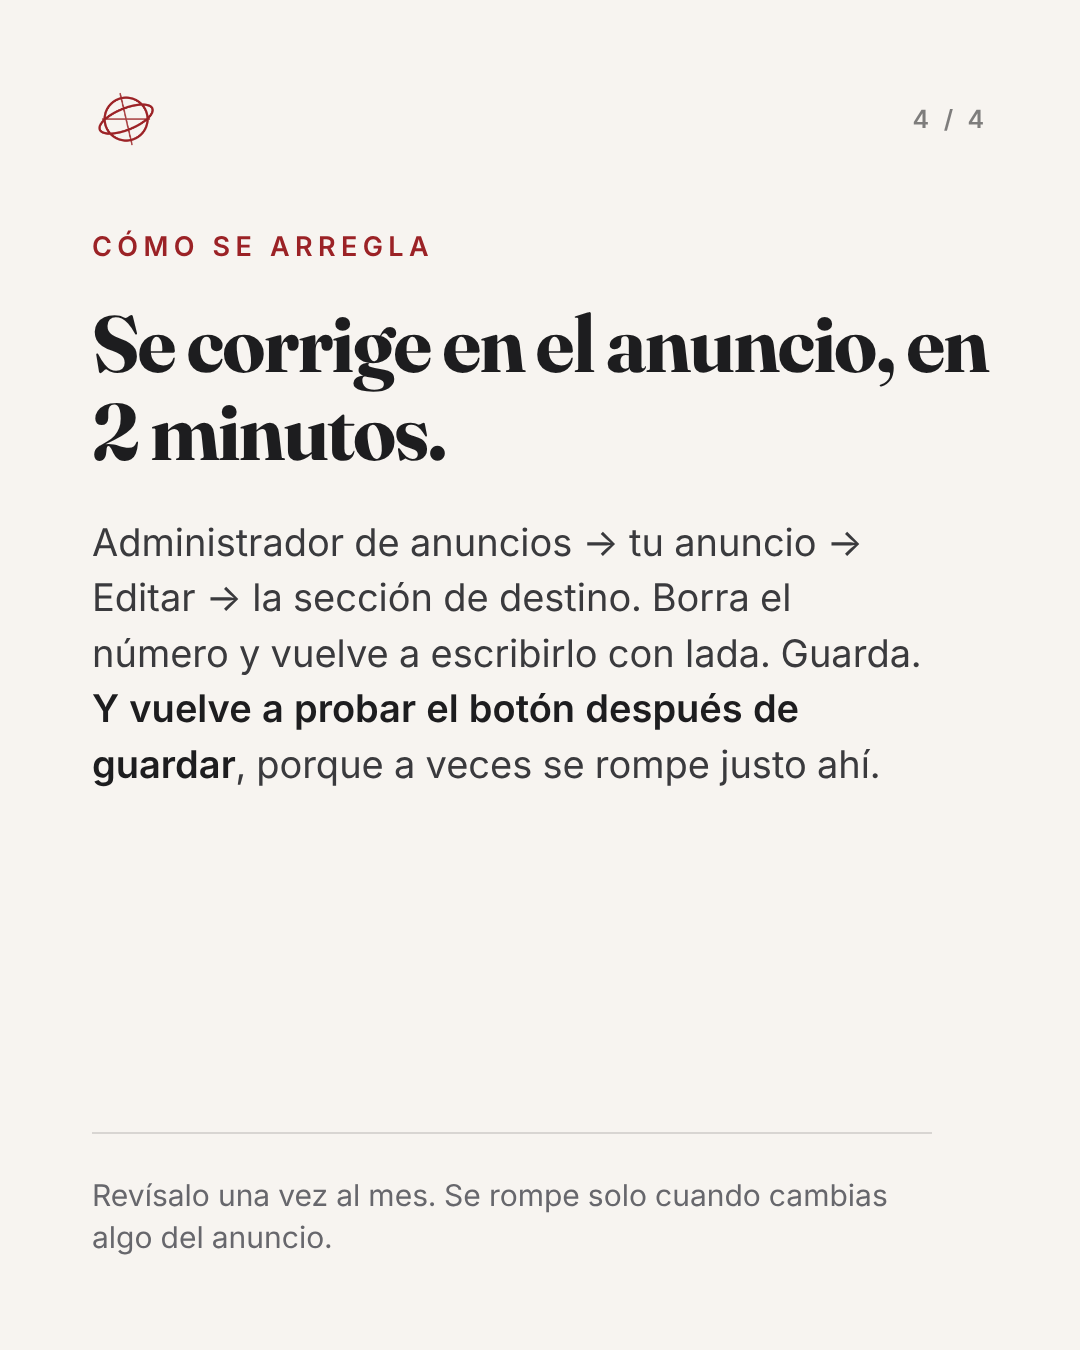 4 / 4
CÓMO SE ARREGLA
Se corrige en el anuncio, en
2 minutos.
Administrador de anuncios → tu anuncio →
Editar → la sección de destino. Borra el
número y vuelve a escribirlo con lada. Guarda.
Y vuelve a probar el botón después de
guardar, porque a veces se rompe justo ahí.
Revísalo una vez al mes. Se rompe solo cuando cambias
algo del anuncio.